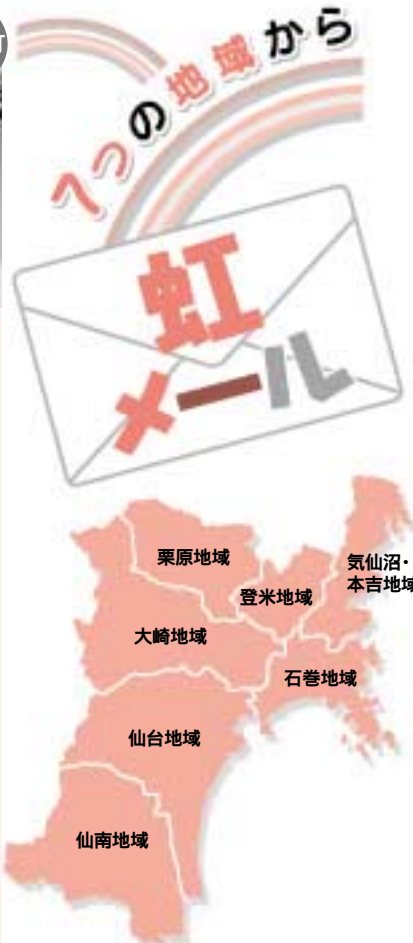 7つの地域から
虹
メール
栗原地域
気仙沼・
本吉地域
登米地域
大崎地域
石巻地域
仙台地域
仙南地域